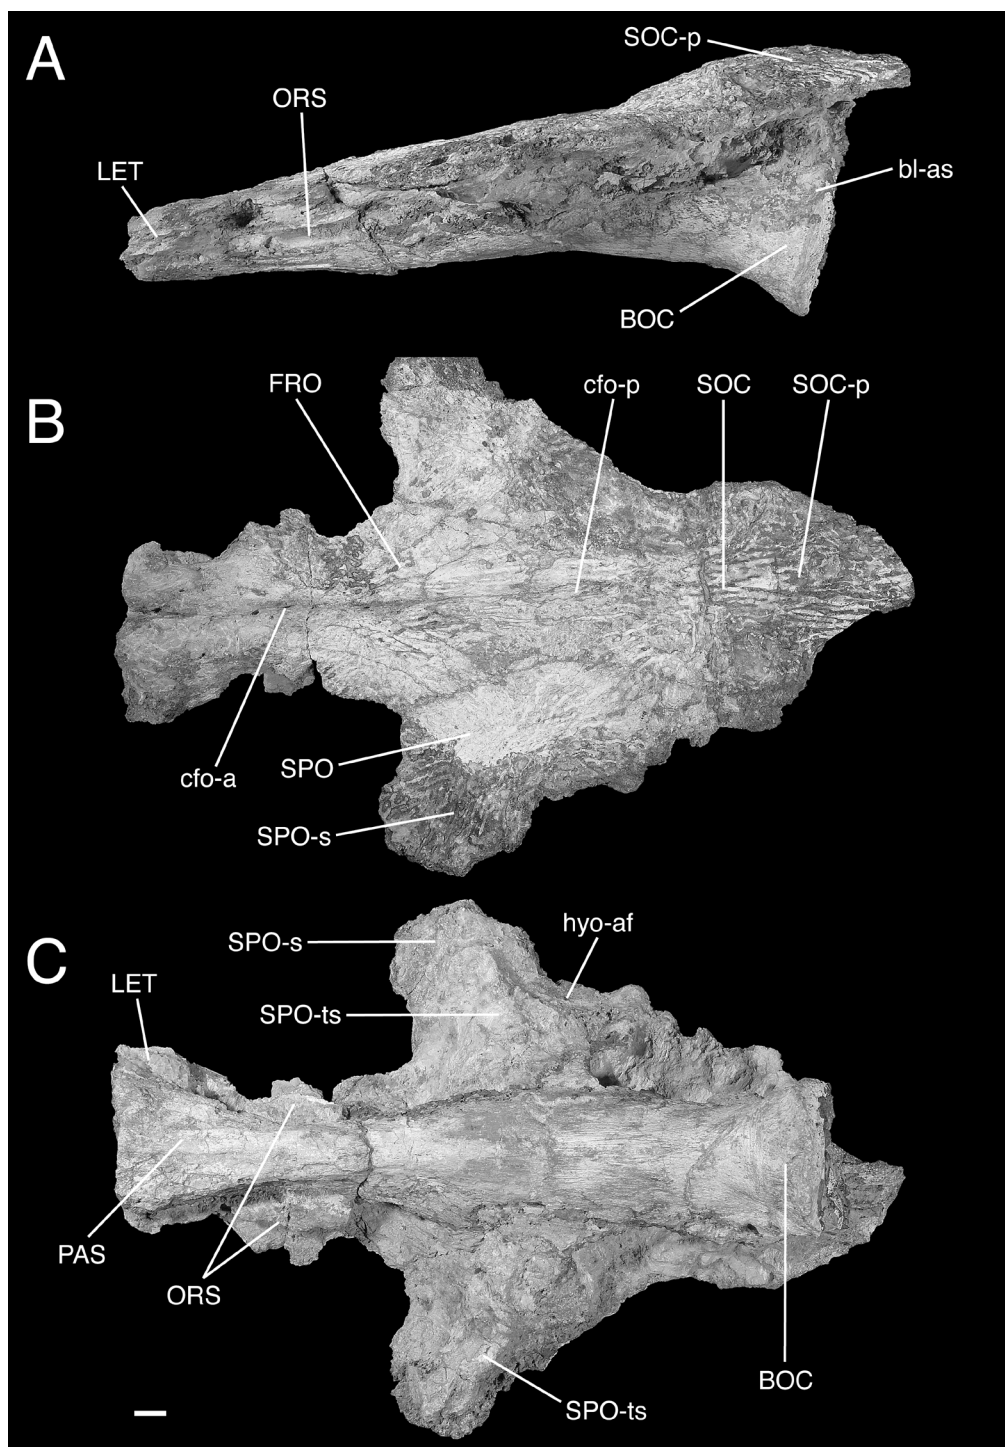 A
SOC-p
ORS
LET
bl-as
BOC
B
FRO
cfo-p
SOC
SOC-p
cfo-a
SPO
SPO-s
C
SPO-s
hyo-af
LET
SPO-ts
PAS
ORS
BOC
SPO-ts